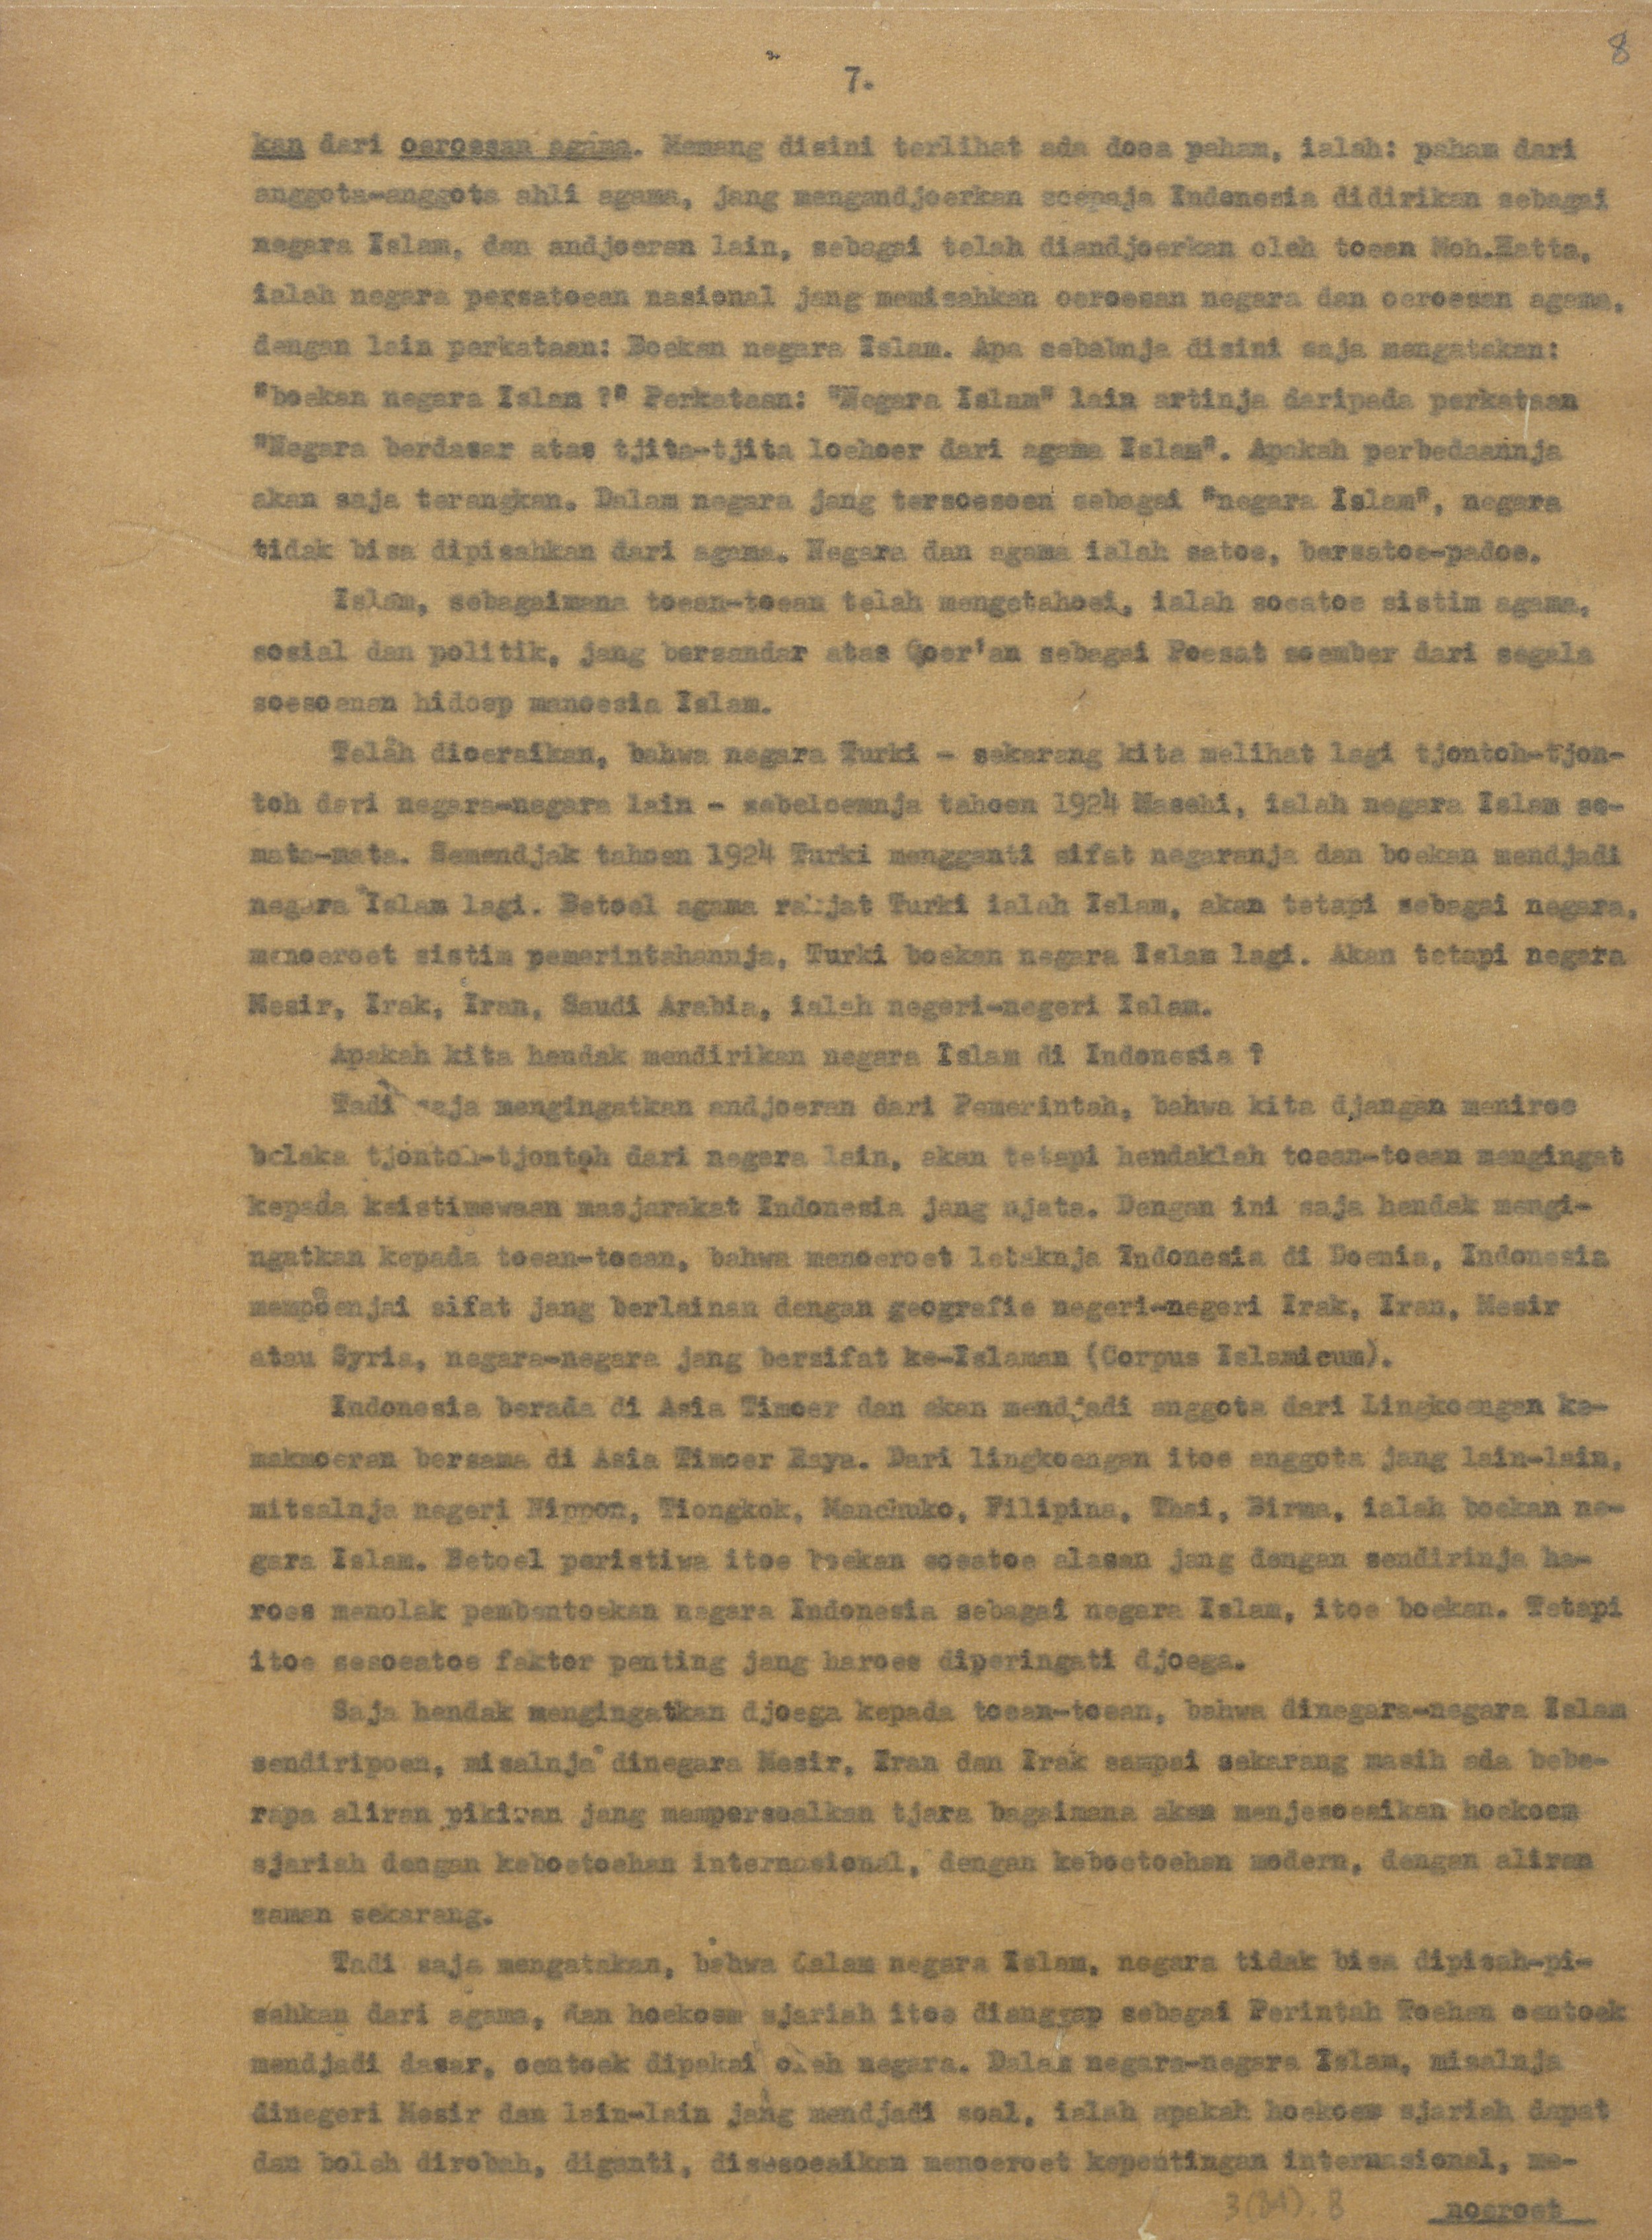 8
7.
kan dari oeroesan agama. Memang disini terlihat ada doea paham, ialah: paham dari
anggota-anggota ahli agama, jang mengandjoerkan soepaja Indonesia didirikan sebagai
negara Islam, dan andjoeran lain, sebagai telah diandjoerkan oleh toean Moh.Hatta,
ialah negara persatoean nasional jang memisahkan oeroesan negara dan oeroesan agama,
dengan lain perkataan: Boekan negara Islam. Apa sebabnja disini saja mengatakan:
"boekan negara Islam ?" Perkataan: "Negara Islam" lain artinja daripada perkataan
"Negara berdasar atas tjita-tjita loehoer dari agama Islam". Apakah perbedaannja
akan saja terangkan. Dalam negara jang tersoesoen sebagai "negara Islam", negara
tidak bisa dipisahkan dari agama. Negara dan agama ialah satoe, bersatoe-padoe.
Islam, sebagaimana toean-toean telah mengetahoei, ialah soeatoe sistim agama,
sosial dan politik, jang bersandar atas Qoer'an sebagai Poesat soember dari segala
soesoenan hidoep manoesia Islam.
Telah dioeraikan, bahwa negara Turki - sekarang kita melihat lagi tjontoh-tjon-
toh dari negara-negara lain - sebeloemnja tahoen 1924 Masehi, ialah negara Islam se-
mata-mata. Semendjak tahoen 1924 Turki mengganti sifat negaranja dan boekan mendjadi
negara Islam lagi. Betoel agama rakjat Turki ialah Islam, akan tetapi sebagai negara,
menoeroet sistim pemerintahannja, Turki boekan negara Islam lagi. Akan tetapi negara
Mesir, Irak, Iran, Saudi Arabia, ialah negeri-negeri Islam.
Apakah kita hendak mendirikan negara Islam di Indonesia ?
Tadi saja mengingatkan andjoeran dari Pemerintah, bahwa kita djangan meniroe
belaka tjontoh-tjontoh dari negara lain, akan tetapi hendaklah toean-toean mengingat
kepada keistimewaan masjarakat Indonesia jang njata. Dengan ini saja hendak mengi-
ngatkan kepada toean-toean, bahwa menoeroet letaknja Indonesia di Doenia, Indonesia
mempoenjai sifat jang berlainan dengan geografie negeri-negeri Irak, Iran, Mesir
atau Syria, negara-negara jang bersifat ke-Islaman (Corpus Islamicum).
Indonesia berada di Asia Timoer dan akan mendjadi anggota dari Lingkoengan ke-
makmoeran bersama di Asia Timoer Raya. Dari lingkoengan itoe anggota jang lain-lain,
mitsalnja negeri Nippon, Tiongkok, Manchuko, Filipina, Thai, Birma, ialah boekan ne-
gara Islam. Betoel peristiwa itoe boekan soeatoe alasan jang dengan sendirinja ha-
roes menolak pembentoekan negara Indonesia sebagai negara Islam, itoe boekan. Tetapi
itoe sesoeatoe faktor penting jang haroes diperingati djoega.
Saja hendak mengingatkan djoega kepada toean-toean, bahwa dinegara-negara Islam
sendiripoen, misalnja dinegara Mesir, Iran dan Irak sampai sekarang masih ada bebe-
rapa aliran pikiran jang mempersoalkan tjara bagaimana akan menjesoeaikan hoekoem
sjariah dengan keboetoehan internasional, dengan keboetoehan modern, dengan aliran
zaman sekarang.
Tadi saja mengatakan, bahwa dalam negara Islam, negara tidak bisa dipisah-pi-
sahkan dari agama, dan hoekoem sjariah itoe dianggap sebagai Perintah Toehan oentoek
mendjadi dasar, oentoek dipakai oleh negara. Dalam negara-negara Islam, misalnja
dinegeri Mesir dan lain-lain jang mendjadi soal, ialah apakah hoekoem sjariah dapat
dan boleh dirobah, diganti, disesoeaikan menoeroet kepentingan internasional, me-
3(BA).8
noeroet